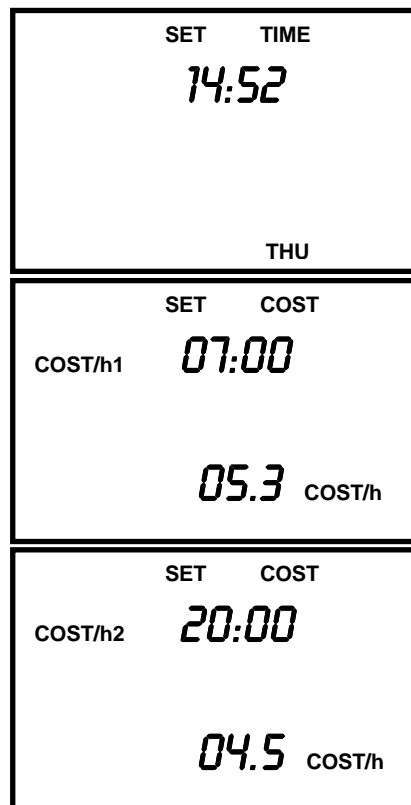 SET TIME
14:52
THU
SET COST
COST/h1 07:00
05.3 COST/h
SET COST
COST/h2 20:00
04.5 COST/h